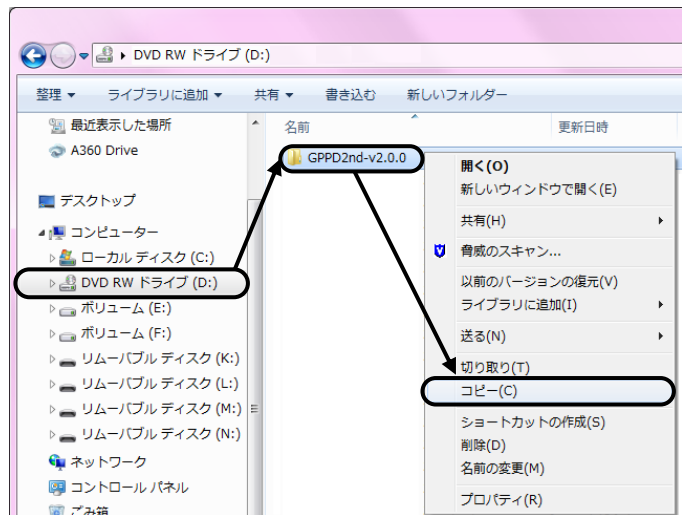 DVD RW ドライブ (D:)
整理 ライブラリに追加 共有 書き込む 新しいフォルダー
最近表示した場所
A360 Drive
デスクトップ
コンピューター
ローカル ディスク (C:)
DVD RW ドライブ (D:)
ボリューム (E:)
ボリューム (F:)
リムーバブル ディスク (K:)
リムーバブル ディスク (L:)
リムーバブル ディスク (M:)
リムーバブル ディスク (N:)
ネットワーク
コントロール パネル
ごみ箱
名前 更新日時
GPPD2nd-v2.0.0
開く(O)
新しいウィンドウで開く(E)
共有(H)
脅威のスキャン...
以前のバージョンの復元(V)
ライブラリに追加(I)
送る(N)
切り取り(T)
コピー(C)
ショートカットの作成(S)
削除(D)
名前の変更(M)
プロパティ(R)